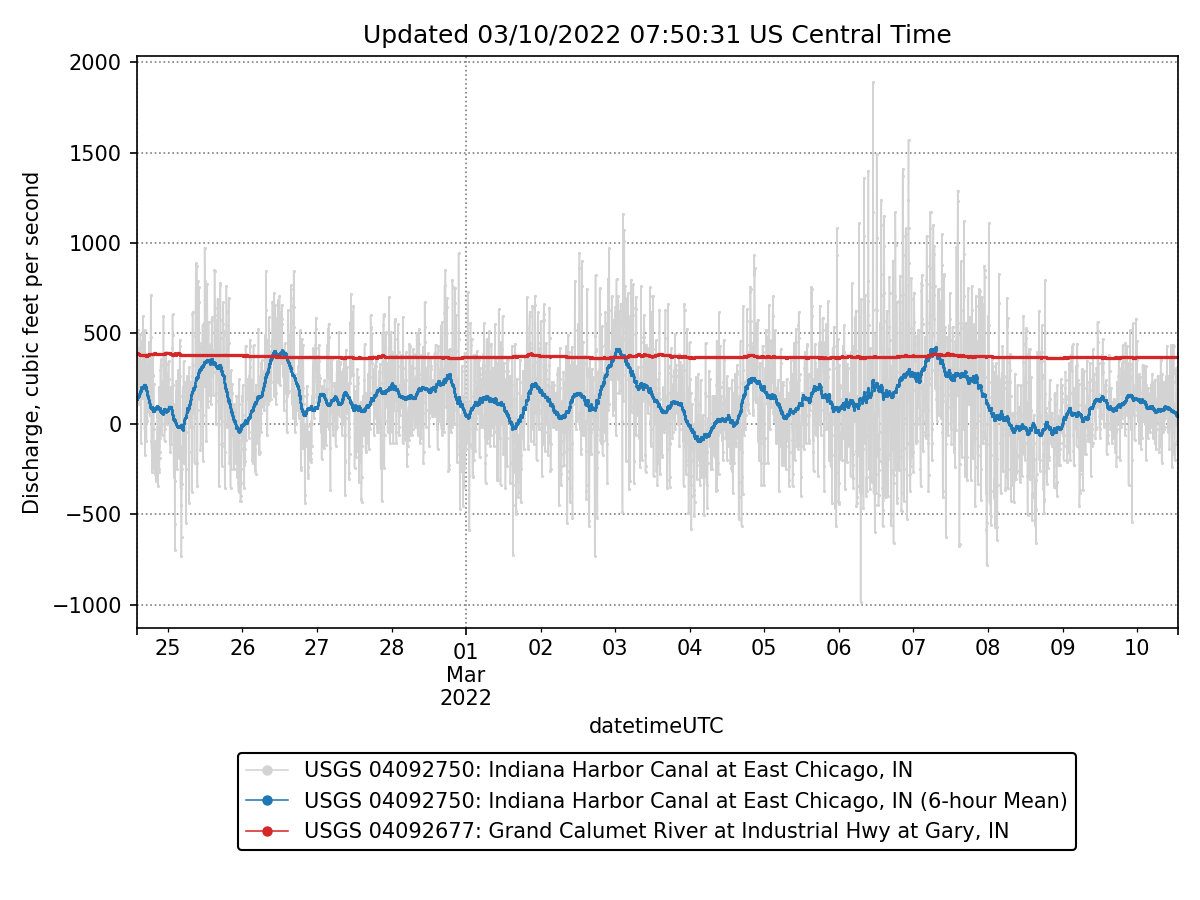 Updated 03/10/2022 07:50:31 US Central Time
Discharge, cubic feet per second
2000
1500
1000
500
0
−500
−1000
25 26 27 28 01 02 03 04 05 06 07 08 09 10
Mar
2022
datetimeUTC
USGS 04092750: Indiana Harbor Canal at East Chicago, IN
USGS 04092750: Indiana Harbor Canal at East Chicago, IN (6-hour Mean)
USGS 04092677: Grand Calumet River at Industrial Hwy at Gary, IN